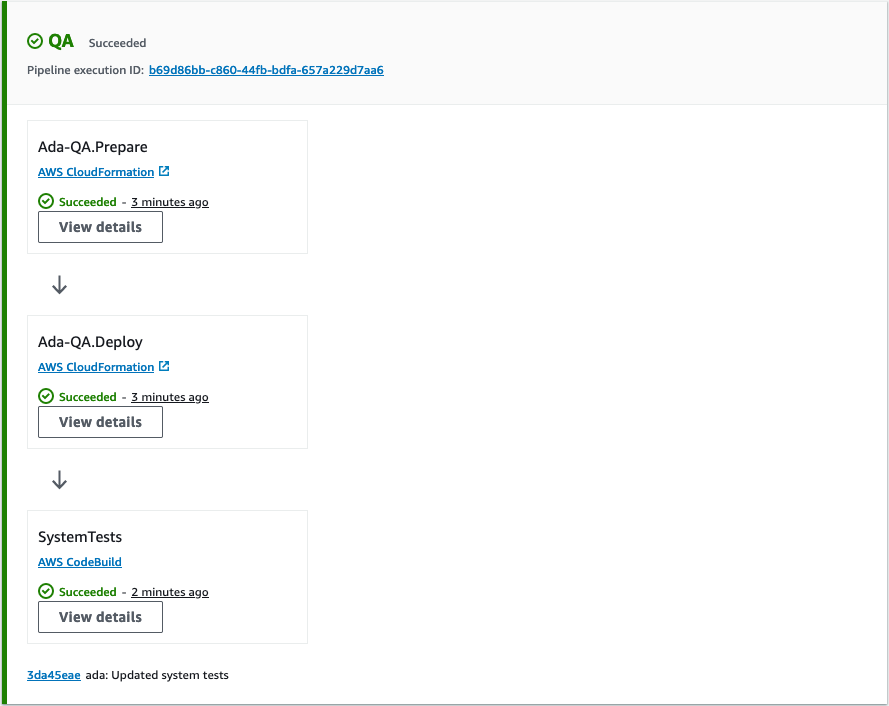 QA Succeeded
Pipeline execution ID: b69d86bb-c860-44fb-bdfa-657a229d7aa6
Ada-QA.Prepare
AWS CloudFormation
Succeeded - 3 minutes ago
View details
Ada-QA.Deploy
AWS CloudFormation
Succeeded - 3 minutes ago
View details
SystemTests
AWS CodeBuild
Succeeded - 2 minutes ago
View details
3da45eae ada: Updated system tests